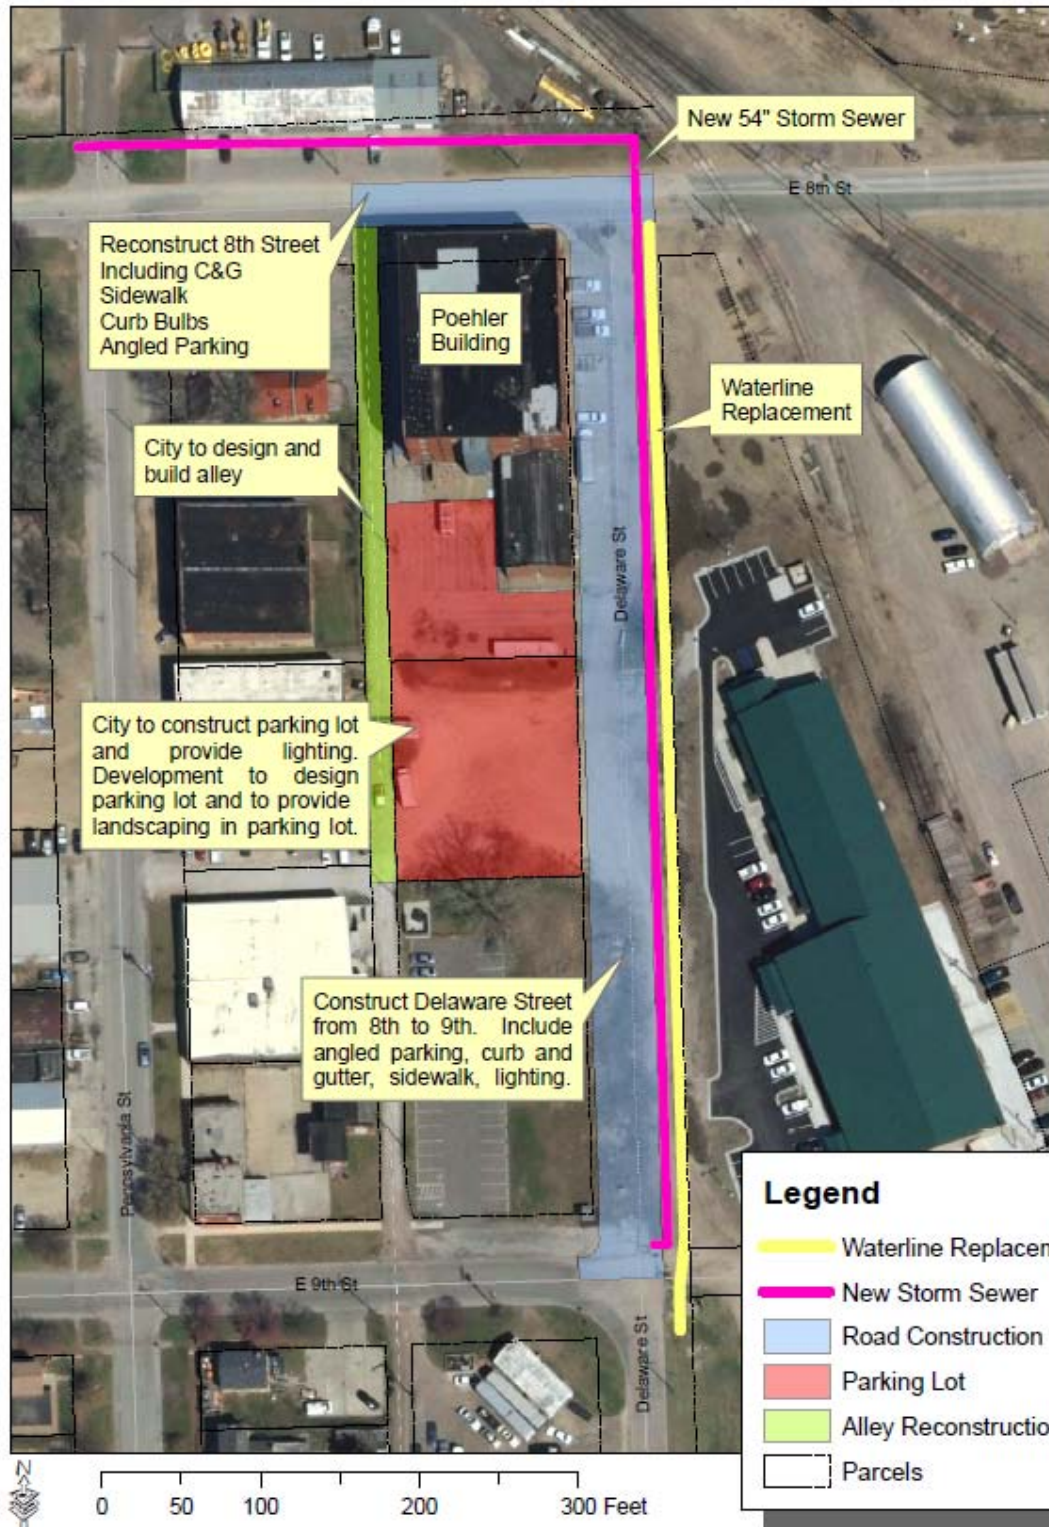 New 54" Storm Sewer
E 8th St
Reconstruct 8th Street
Including C&G
Sidewalk
Curb Bulbs
Angled Parking
Poehler
Building
Waterline
Replacement
City to design and
build alley
Delaware St
City to construct parking lot
and provide lighting.
Development to design
parking lot and to provide
landscaping in parking lot.
Construct Delaware Street
from 8th to 9th. Include
angled parking, curb and
gutter, sidewalk, lighting.
Pennsylvania St
E 9th St
Delaware St
Legend
Waterline Replacem
New Storm Sewer
Road Construction
Parking Lot
Alley Reconstructio
Parcels
N
0 50 100 200 300 Feet